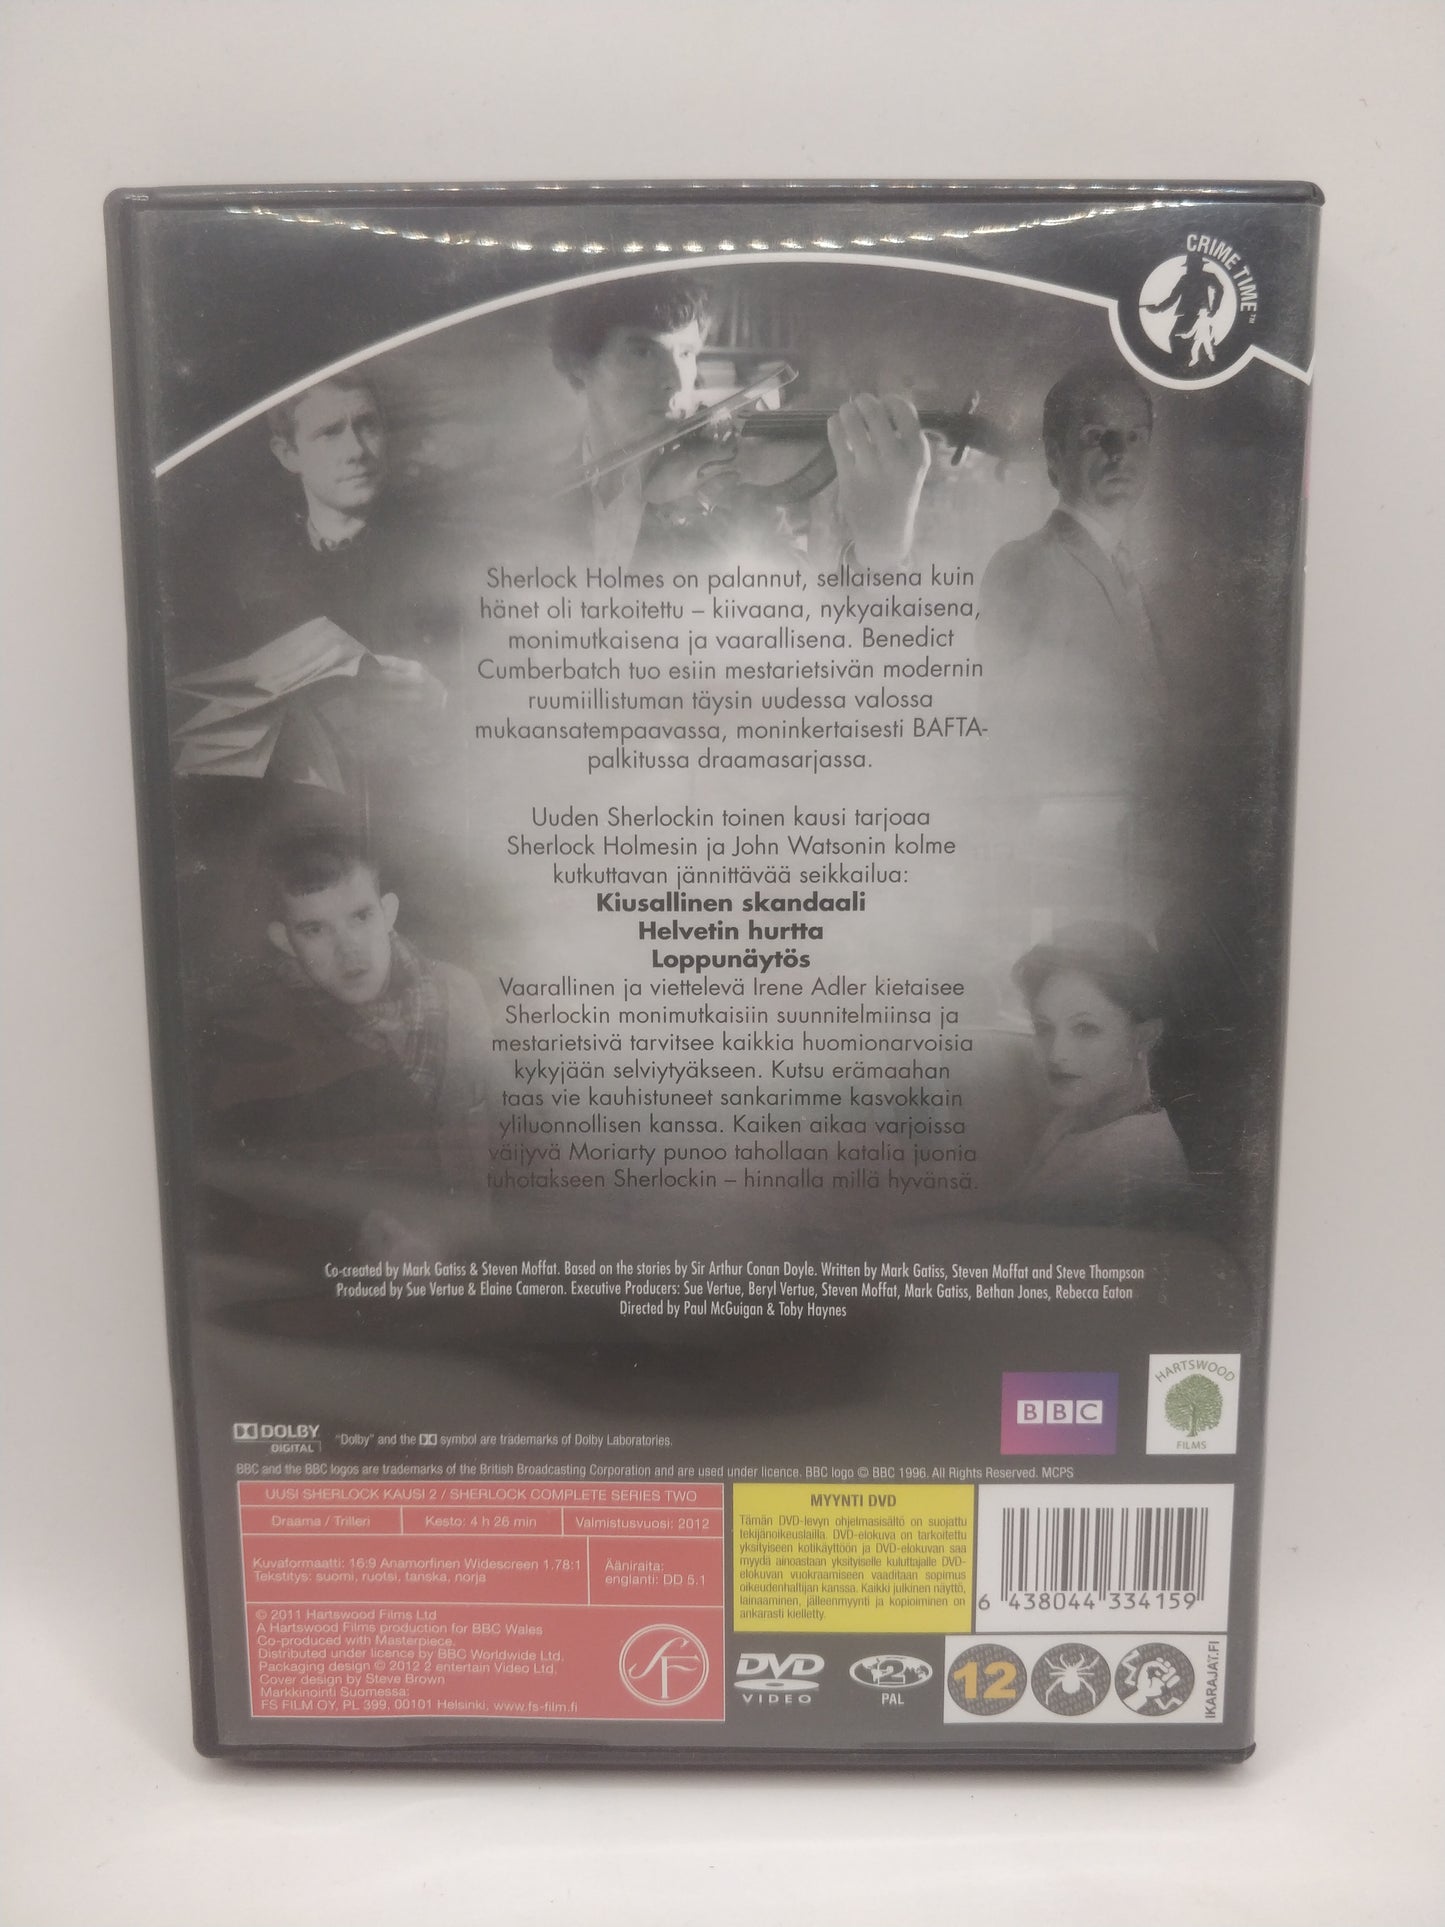 CRIME TIME™
Sherlock Holmes on palannut, sellaisena kuin
hänet oli tarkoitettu – kiivaana, nykyaikaisena,
monimutkaisena ja vaarallisena. Benedict
Cumberbatch tuo esiin mestarietsivän modernin
ruumiillistuman täysin uudessa valossa
mukaansatempaavassa, moninkertaisesti BAFTA-
palkitussa draamasarjassa.
Uuden Sherlockin toinen kausi tarjoaa
Sherlock Holmesin ja John Watsonin kolme
kutkuttavan jännittävää seikkailua:
Kiusallinen skandaali
Helvetin hurtta
Loppunäytös
Vaarallinen ja viettelevä Irene Adler kietaisee
Sherlockin monimutkaisiin suunnitelmiinsa ja
mestarietsivä tarvitsee kaikkia huomionarvoisia
kykyjään selviytyäkseen. Kutsu erämaahan
taas vie kauhistuneet sankarimme kasvokkain
yliluonnollisen kanssa. Kaiken aikaa varjoissa
väijyvä Moriarty punoo tahollaan katalia juonia
tuhotakseen Sherlockin – hinnalla millä hyvänsä.
Co-created by Mark Gatiss & Steven Moffat. Based on the stories by Sir Arthur Conan Doyle. Written by Mark Gatiss, Steven Moffat and Steve Thompson
Produced by Sue Vertue & Elaine Cameron. Executive Producers: Sue Vertue, Beryl Vertue, Steven Moffat, Mark Gatiss, Bethan Jones, Rebecca Eaton
Directed by Paul McGuigan & Toby Haynes
BBC
HARTSWOOD
FILMS
DOLBY
DIGITAL
"Dolby" and the symbol are trademarks of Dolby Laboratories.
BBC and the BBC logos are trademarks of the British Broadcasting Corporation and are used under licence. BBC logo © BBC 1996. All Rights Reserved. MCPS
UUSI SHERLOCK KAUSI 2 / SHERLOCK COMPLETE SERIES TWO
Draama / Trilleri
Kesto: 4 h 26 min
Valmistusvuosi: 2012
Kuvaformaatti: 16:9 Anamorfinen Widescreen 1.78:1
Tekstitys: suomi, ruotsi, tanska, norja
Ääniraita:
englanti: DD 5.1
© 2011 Hartswood Films Ltd
A Hartswood Films production for BBC Wales
Co-produced with Masterpiece.
Distributed under licence by BBC Worldwide Ltd.
Packaging design © 2012 2 entertain Video Ltd.
Cover design by Steve Brown
Markkinointi Suomessa:
FS FILM OY, PL 399, 00101 Helsinki, www.fs-film.fi
SF
MYYNTI DVD
Tämän DVD-levyn ohjelmasisältö on suojattu
tekijänoikeuslailla. DVD-elokuva on tarkoitettu
yksityiseen kotikäyttöön ja DVD-elokuvan saa
myydä ainoastaan yksityiselle kuluttajalle DVD-
elokuvan vuokraamiseen vaaditaan sopimus
oikeudenhaltijan kanssa. Kaikki julkinen näyttö,
lainaaminen, jälleenmyynti ja kopioiminen on
ankarasti kielletty.
6 438044 334159
DVD
VIDEO
2
PAL
12
IKARAJAT.FI